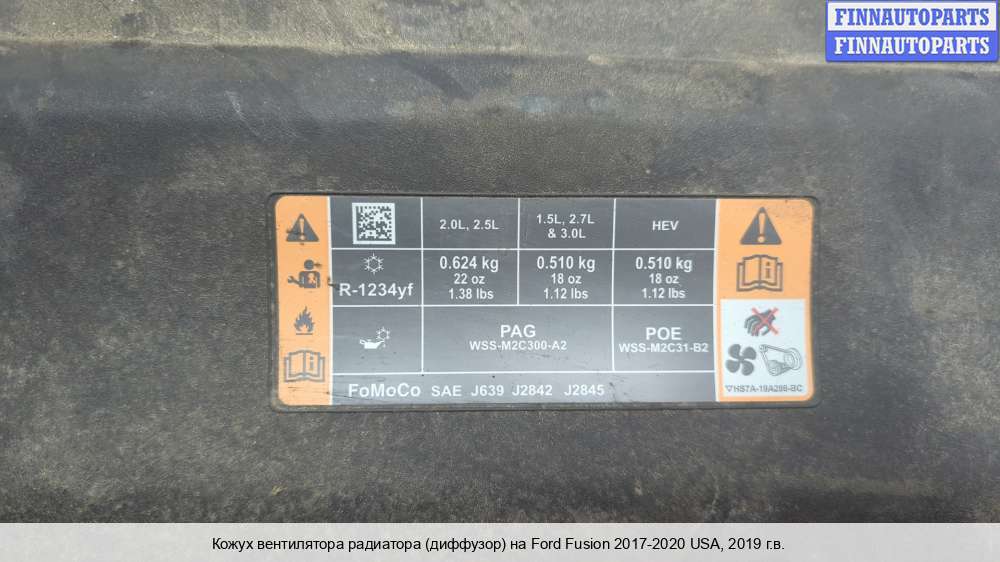 FINNAUTOPARTS
FINNAUTOPARTS
2.0L, 2.5L
1.5L, 2.7L
& 3.0L
HEV
R-1234yf
0.624 kg
22 oz
1.38 lbs
0.510 kg
18 oz
1.12 lbs
0.510 kg
18 oz
1.12 lbs
PAG
WSS-M2C300-A2
POE
WSS-M2C31-B2
FoMoCo SAE J639 J2842 J2845
HS7A-19A286-BC
Кожух вентилятора радиатора (диффузор) на Ford Fusion 2017-2020 USA, 2019 г.в.